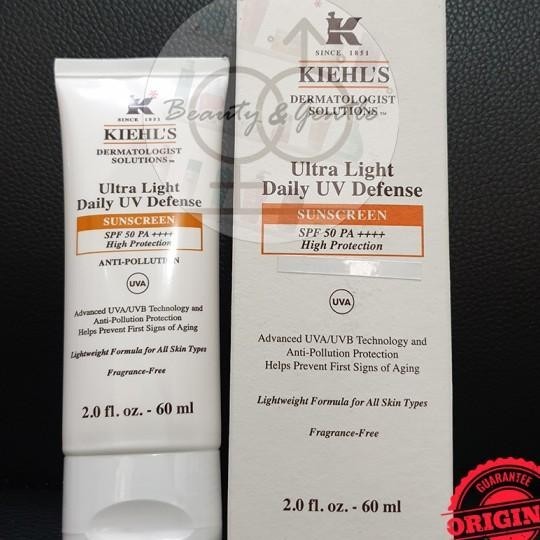 K
SINCE 1851
KIEHL'S
DERMATOLOGIST
SOLUTIONS™
Ultra Light
Daily UV Defense
SUNSCREEN
SPF 50 PA ++++
High Protection
ANTI-POLLUTION
UVA
Advanced UVA/UVB Technology and
Anti-Pollution Protection
Helps Prevent First Signs of Aging
Lightweight Formula for All Skin Types
Fragrance-Free
2.0 fl. oz. - 60 ml
K
SINCE 1851
KIEHL'S
DERMATOLOGIST
SOLUTIONS™
Ultra Light
Daily UV Defense
SUNSCREEN
SPF 50 PA ++++
High Protection
UVA
Advanced UVA/UVB Technology and
Anti-Pollution Protection
Helps Prevent First Signs of Aging
Lightweight Formula for All Skin Types
Fragrance-Free
2.0 fl. oz. - 60 ml
Beauty &
GUARANTEE
ORIGIN